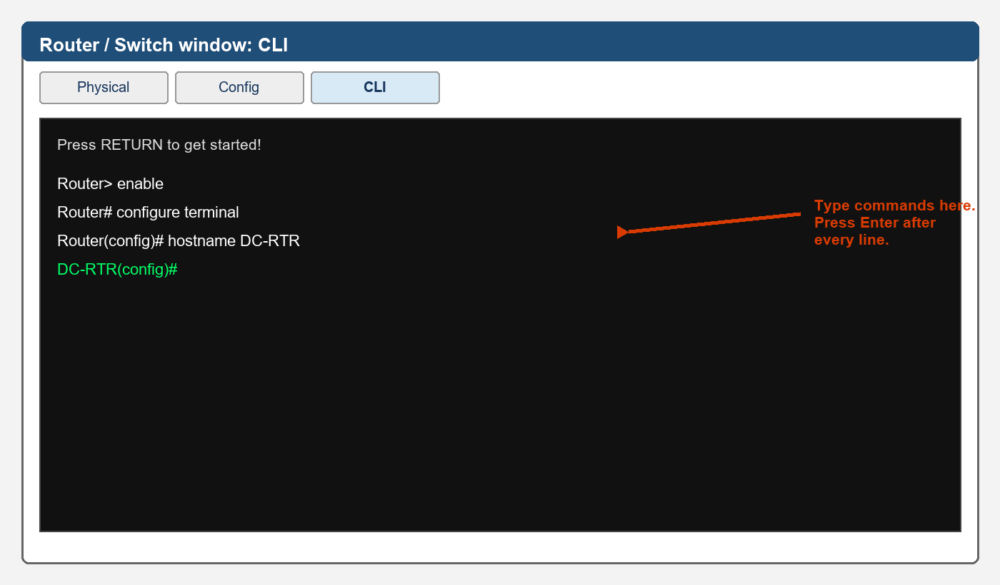 Router / Switch window: CLI
Physical
Config
CLI
Press RETURN to get started!
Router> enable
Router# configure terminal
Router(config)# hostname DC-RTR
DC-RTR(config)#
Type commands here.
Press Enter after
every line.